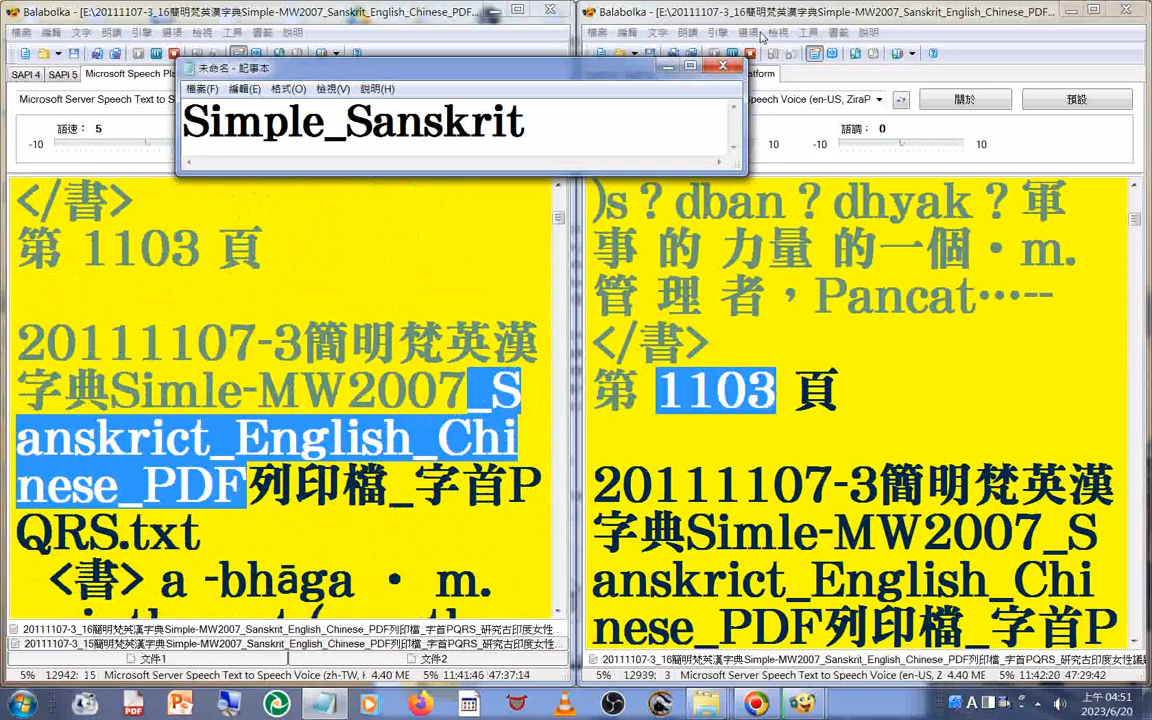 Balabolka - [E:\20111107-3_16簡明梵英漢字典Simple-MW2007_Sanskrit_English_Chinese_PDF...
檔案 編輯 文字 朗讀 引擎 選項 檢視 工具 書籤 說明
SAPI 4 SAPI 5 Microsoft Speech Pla
Microsoft Server Speech Text to Speech
語速： 5
-10
</書>
第 1103 頁
20111107-3簡明梵英漢
字典Simle-MW2007_S
anskrict_English_Chi
nese_PDF列印檔_字首P
QRS.txt
<書> a -bhāga • m.
20111107-3_16簡明梵英漢字典Simple-MW2007_Sanskrit_English_Chinese_PDF列印檔_字首PQRS_研究古印度女性...
20111107-3_15簡明梵英漢字典Simple-MW2007_Sanskrit_English_Chinese_PDF列印檔_字首PQRS_研究古印度女性...
文件1 文件2
5% 12942: 15 Microsoft Server Speech Text to Speech Voice (zh-TW, H 4.40 ME 5% 11:41:46 47:37:14
未命名 - 記事本
檔案(F) 編輯(E) 格式(O) 檢視(V) 說明(H)
Simple_Sanskrit
Balabolka - [E:\20111107-3_16簡明梵英漢字典Simple-MW2007_Sanskrit_English_Chinese_PDF...
檔案 編輯 文字 朗讀 引擎 選項 檢視 工具 書籤 說明
atform
peech Voice (en-US, ZiraP 關於 預設
語調： 0
10 -10 10
)s？dban？dhyak？軍
事 的 力量 的一個•m.
管 理 者，Pancat…--
</書>
第 1103 頁
20111107-3簡明梵英漢
字典Simle-MW2007_S
anskrict_English_Chi
nese_PDF列印檔_字首P
20111107-3_16簡明梵英漢字典Simple-MW2007_Sanskrit_English_Chinese_PDF列印檔_字首PQRS_研究古印度女性議
5% 12939; 3 Microsoft Server Speech Text to Speech Voice (en-US, Z 4.40 ME 5% 11:42:20 47:29:42
上午 04:51
2023/6/20